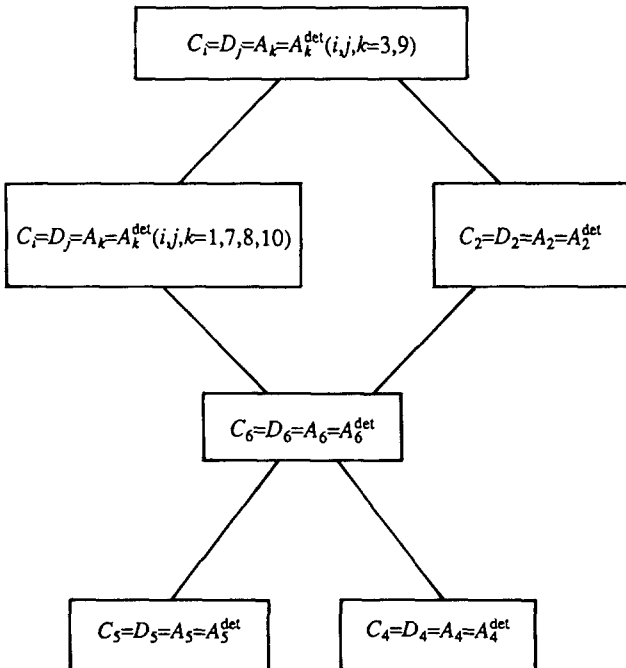 C_i=D_j=A_k=A_k^det(i,j,k=3,9)
C_i=D_j=A_k=A_k^det(i,j,k=1,7,8,10)
C_2=D_2=A_2=A_2^det
C_6=D_6=A_6=A_6^det
C_5=D_5=A_5=A_5^det
C_4=D_4=A_4=A_4^det